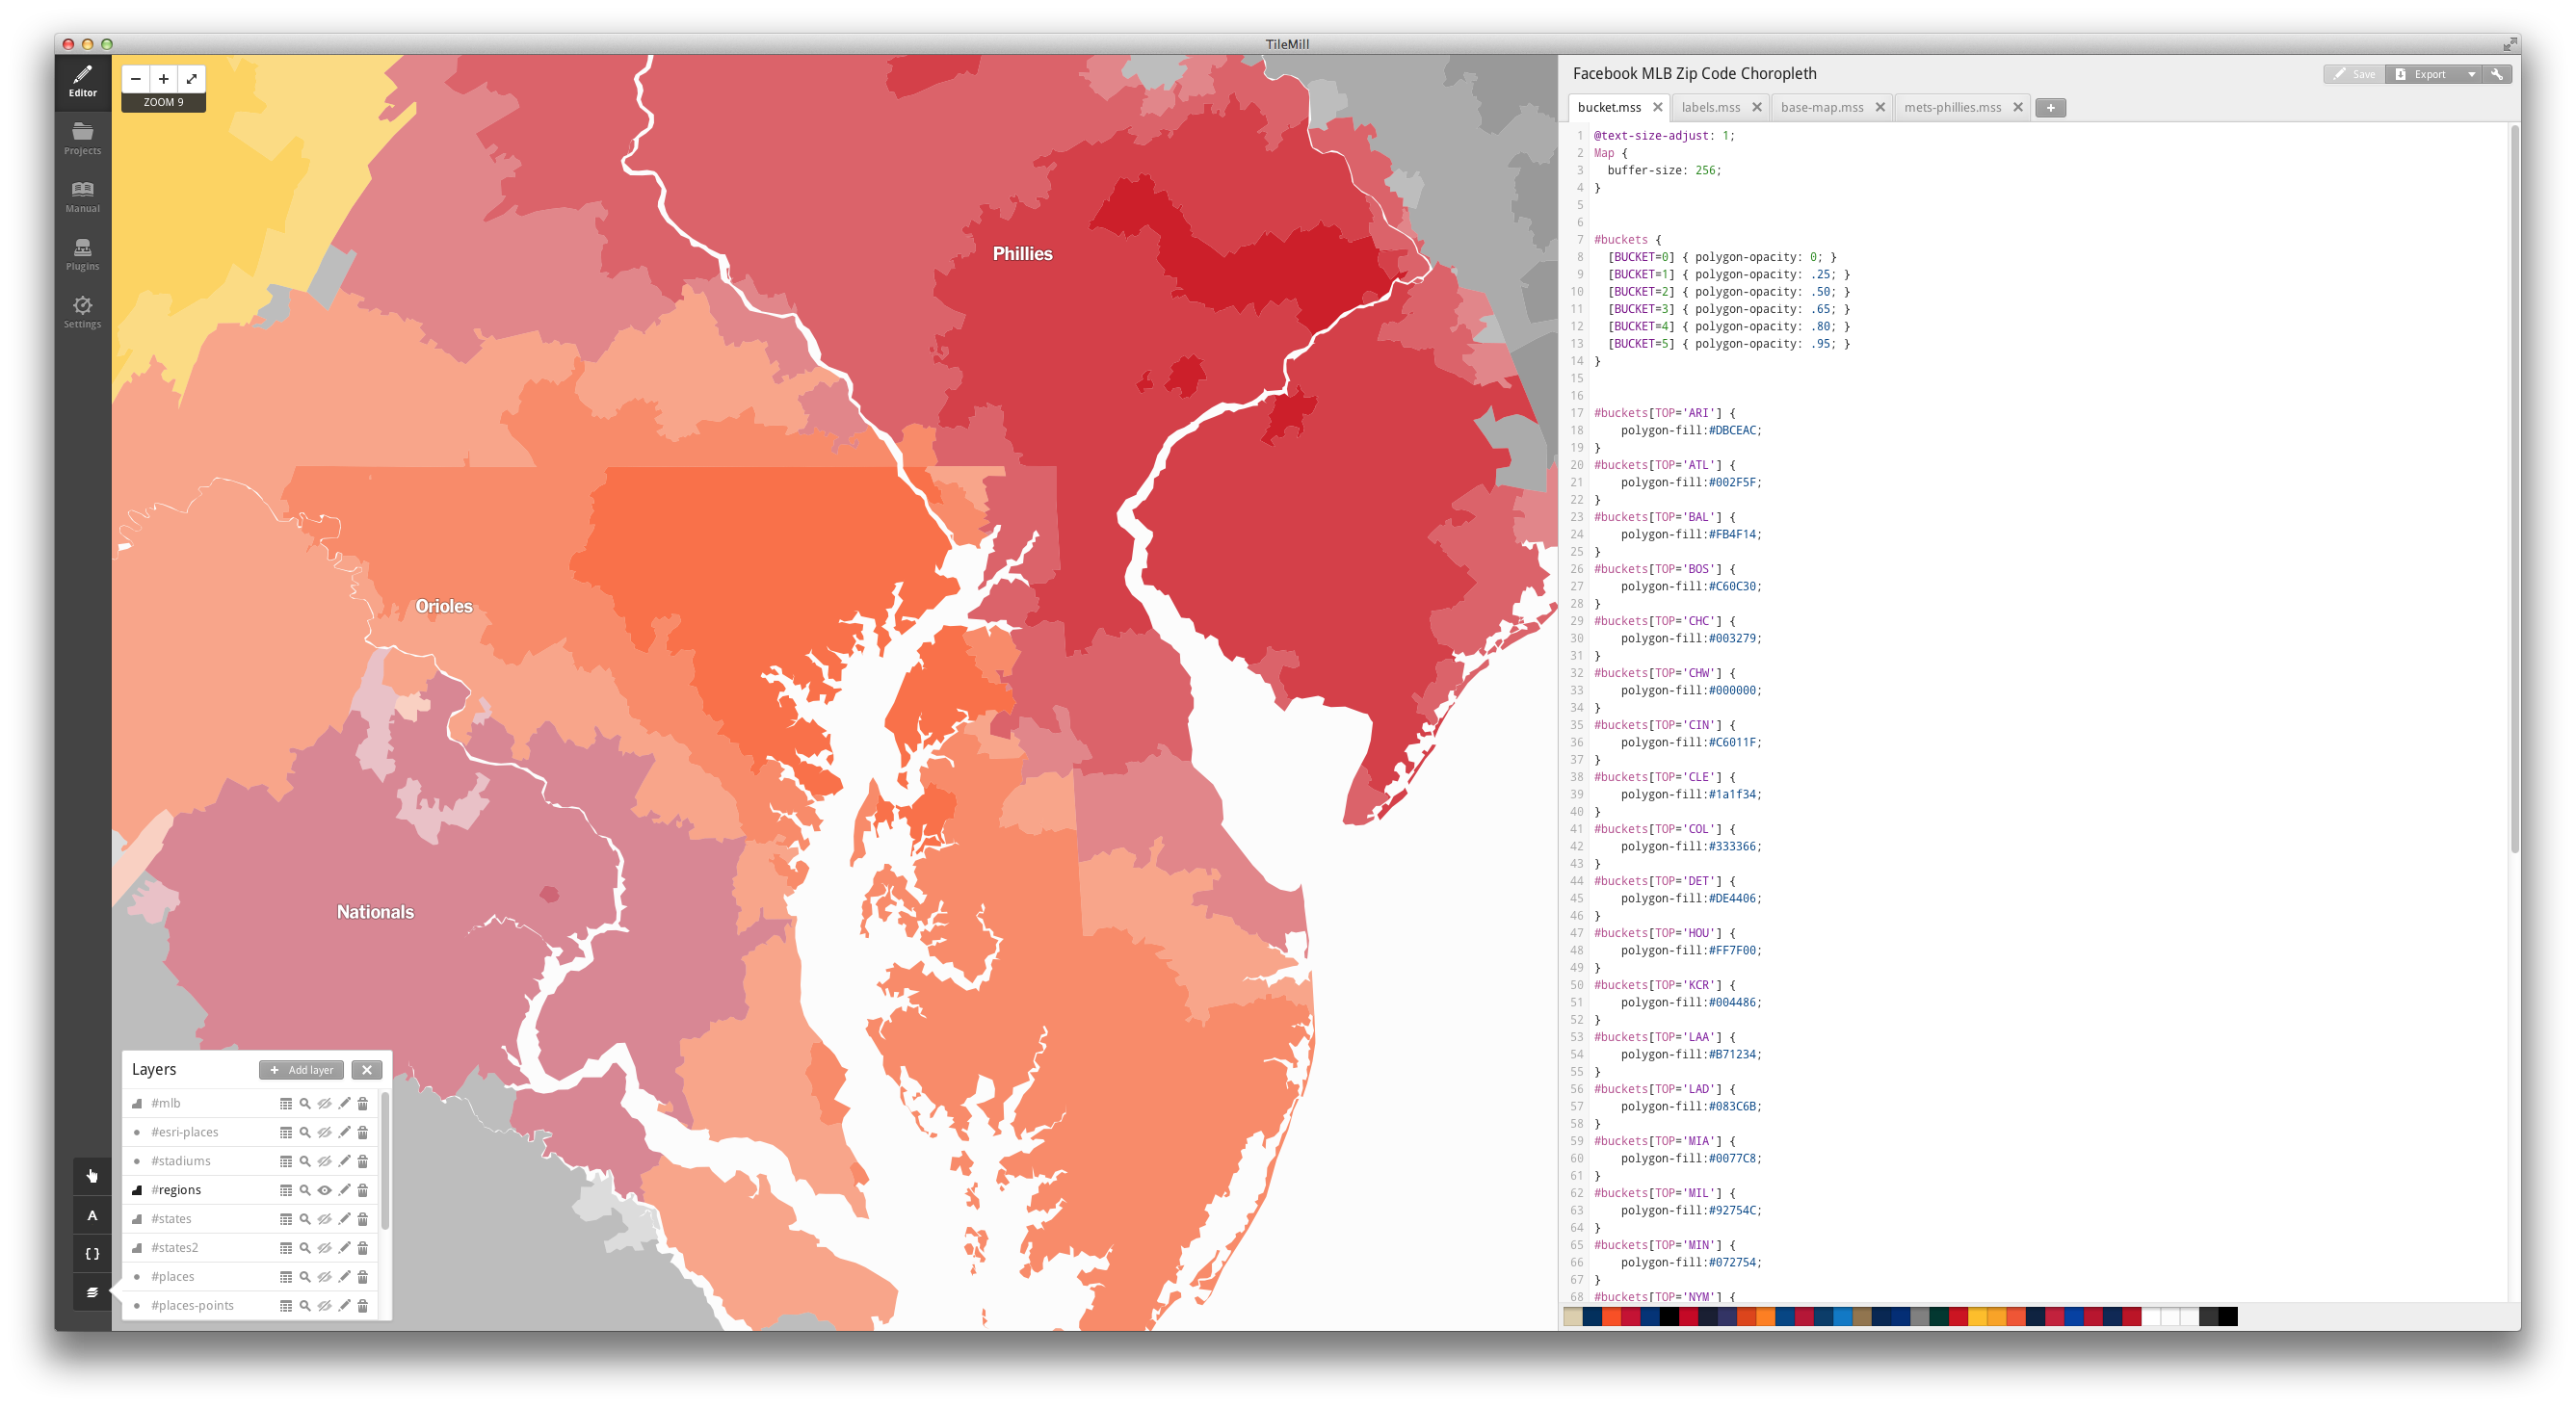 TileMill
Editor
Projects
Manual
Plugins
Settings
ZOOM 9
Phillies
Orioles
Nationals
Layers
+ Add layer
#mlb
#esri-places
#stadiums
#regions
#states
#states2
#places
#places-points
A
{ }
Facebook MLB Zip Code Choropleth
Save
Export
bucket.mss
labels.mss
base-map.mss
mets-phillies.mss
1 @text-size-adjust: 1;
2 Map {
3 buffer-size: 256;
4 }
5
6
7 #buckets {
8 [BUCKET=0] { polygon-opacity: 0; }
9 [BUCKET=1] { polygon-opacity: .25; }
10 [BUCKET=2] { polygon-opacity: .50; }
11 [BUCKET=3] { polygon-opacity: .65; }
12 [BUCKET=4] { polygon-opacity: .80; }
13 [BUCKET=5] { polygon-opacity: .95; }
14 }
15
16
17 #buckets[TOP='ARI'] {
18 polygon-fill:#DBCEAC;
19 }
20 #buckets[TOP='ATL'] {
21 polygon-fill:#002F5F;
22 }
23 #buckets[TOP='BAL'] {
24 polygon-fill:#FB4F14;
25 }
26 #buckets[TOP='BOS'] {
27 polygon-fill:#C60C30;
28 }
29 #buckets[TOP='CHC'] {
30 polygon-fill:#003279;
31 }
32 #buckets[TOP='CHW'] {
33 polygon-fill:#000000;
34 }
35 #buckets[TOP='CIN'] {
36 polygon-fill:#C6011F;
37 }
38 #buckets[TOP='CLE'] {
39 polygon-fill:#1a1f34;
40 }
41 #buckets[TOP='COL'] {
42 polygon-fill:#333366;
43 }
44 #buckets[TOP='DET'] {
45 polygon-fill:#DE4406;
46 }
47 #buckets[TOP='HOU'] {
48 polygon-fill:#FF7F00;
49 }
50 #buckets[TOP='KCR'] {
51 polygon-fill:#004486;
52 }
53 #buckets[TOP='LAA'] {
54 polygon-fill:#B71234;
55 }
56 #buckets[TOP='LAD'] {
57 polygon-fill:#083C6B;
58 }
59 #buckets[TOP='MIA'] {
60 polygon-fill:#0077C8;
61 }
62 #buckets[TOP='MIL'] {
63 polygon-fill:#92754C;
64 }
65 #buckets[TOP='MIN'] {
66 polygon-fill:#072754;
67 }
68 #buckets[TOP='NYM'] {